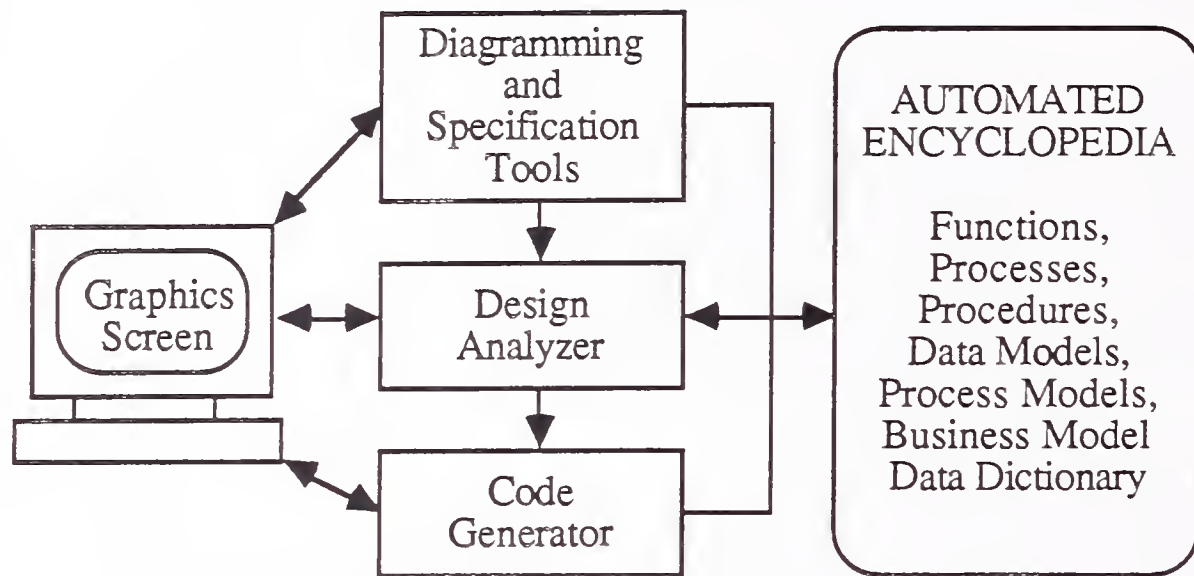 Diagramming
and
Specification
Tools
Graphics
Screen
Design
Analyzer
Code
Generator
AUTOMATED
ENCYCLOPEDIA
Functions,
Processes,
Procedures,
Data Models,
Process Models,
Business Model
Data Dictionary